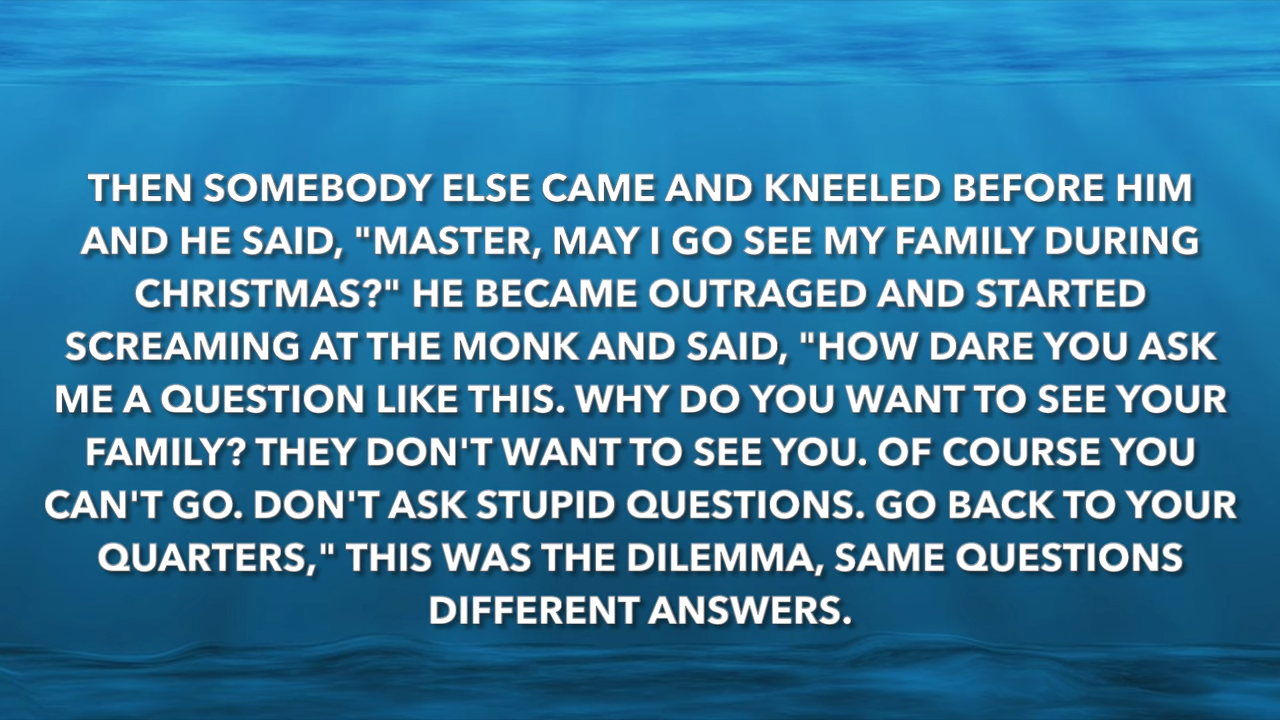 THEN SOMEBODY ELSE CAME AND KNEELED BEFORE HIM
AND HE SAID, "MASTER, MAY I GO SEE MY FAMILY DURING
CHRISTMAS?" HE BECAME OUTRAGED AND STARTED
SCREAMING AT THE MONK AND SAID, "HOW DARE YOU ASK
ME A QUESTION LIKE THIS. WHY DO YOU WANT TO SEE YOUR
FAMILY? THEY DON'T WANT TO SEE YOU. OF COURSE YOU
CAN'T GO. DON'T ASK STUPID QUESTIONS. GO BACK TO YOUR
QUARTERS," THIS WAS THE DILEMMA, SAME QUESTIONS
DIFFERENT ANSWERS.